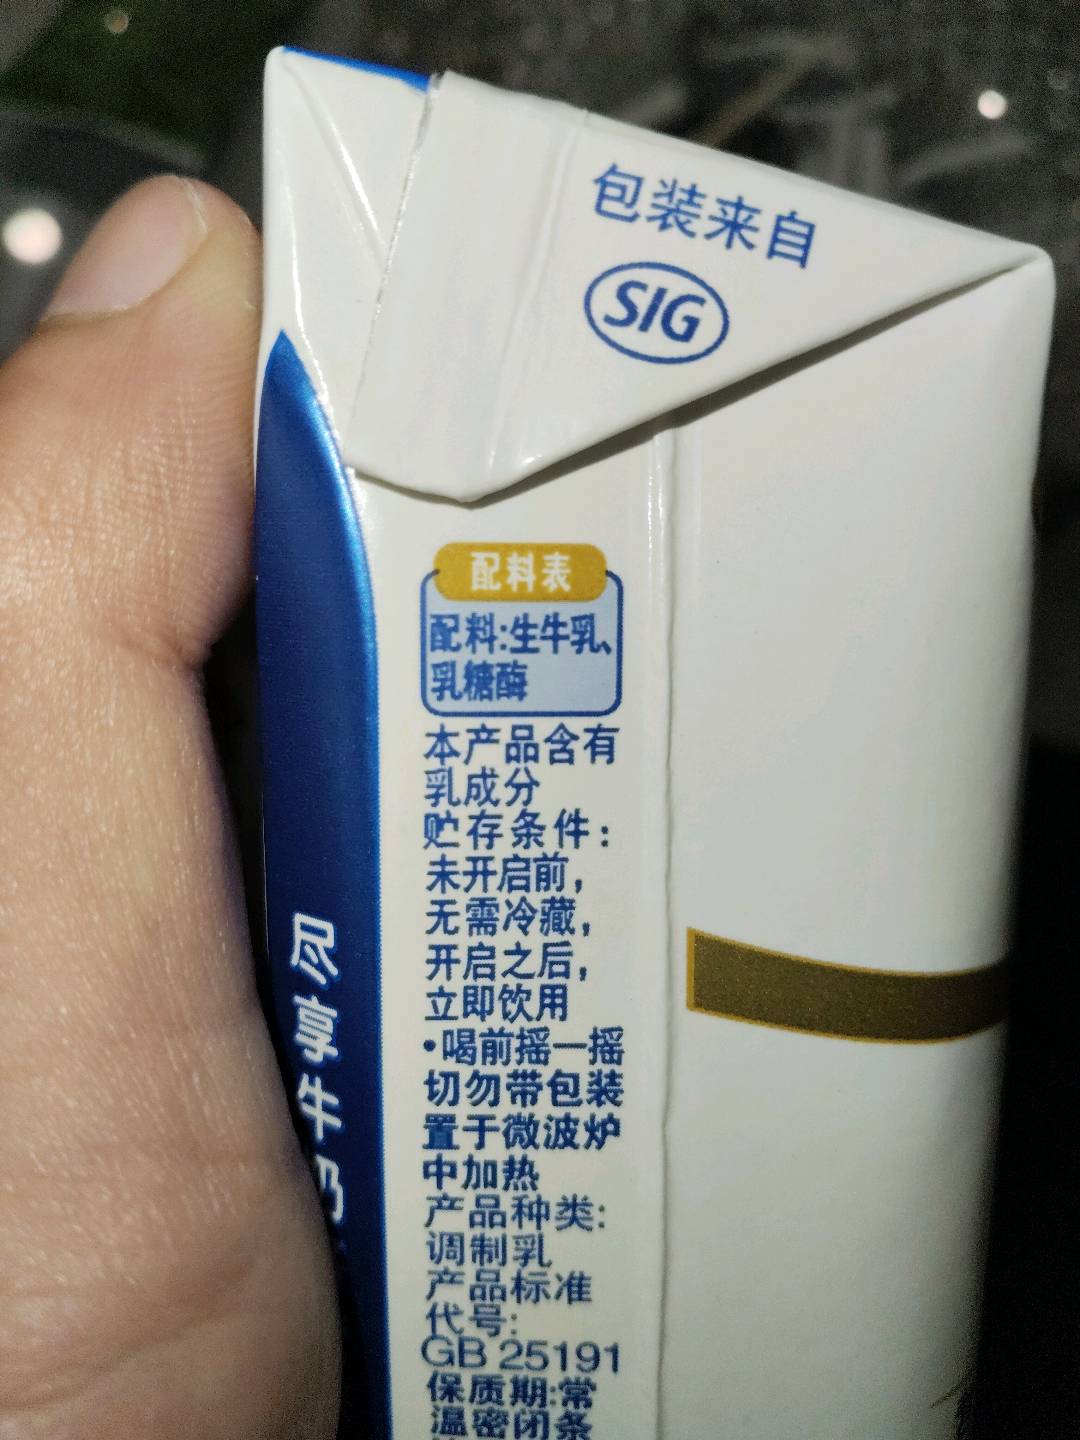 包装来自
SIG
配料表
配料:生牛乳、
乳糖酶
本产品含有
乳成分
贮存条件：
未开启前，
无需冷藏，
开启之后，
立即饮用
•喝前摇一摇
切勿带包装
置于微波炉
中加热
产品种类:
调制乳
产品标准
代号:
GB 25191
保质期:常
温密闭条
尽享牛奶